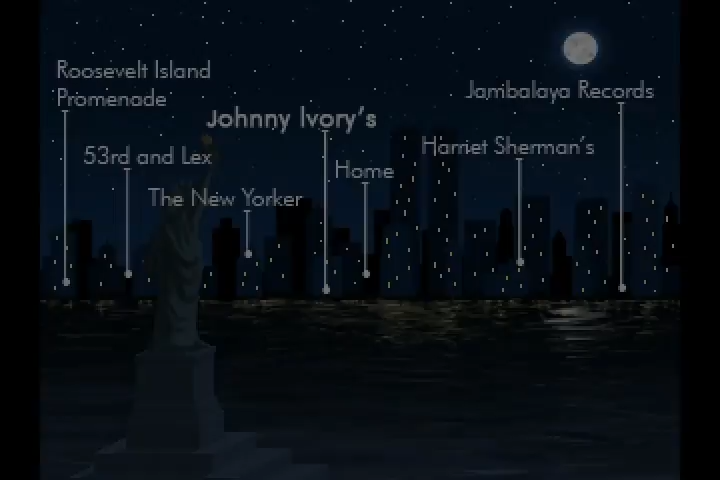 Roosevelt Island
Promenade
Jambalaya Records
Johnny Ivory's
53rd and Lex
Harriet Sherman's
Home
The New Yorker